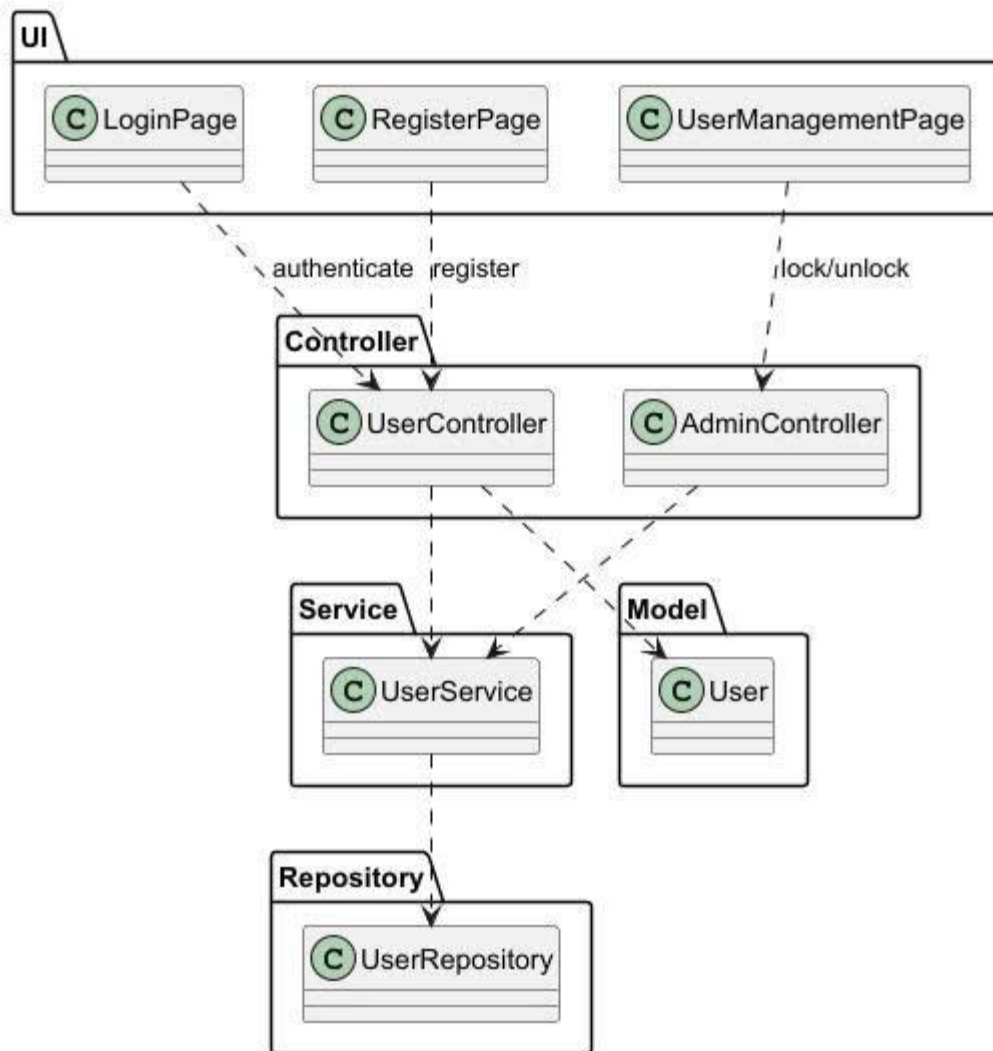 UI
C LoginPage
C RegisterPage
C UserManagementPage
authenticate
register
lock/unlock
Controller
C UserController
C AdminController
Service
Model
C UserService
C User
Repository
C UserRepository